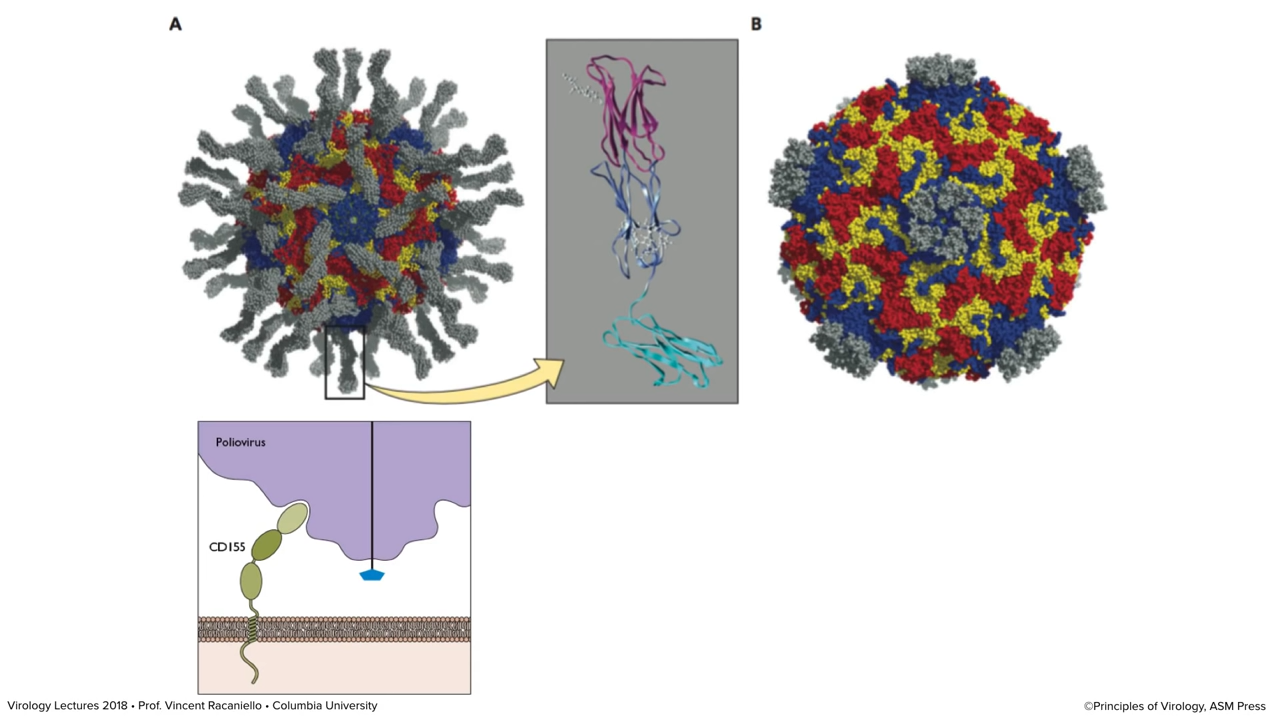 A
B
Poliovirus
CD155
Virology Lectures 2018 • Prof. Vincent Racaniello • Columbia University
©Principles of Virology, ASM Press